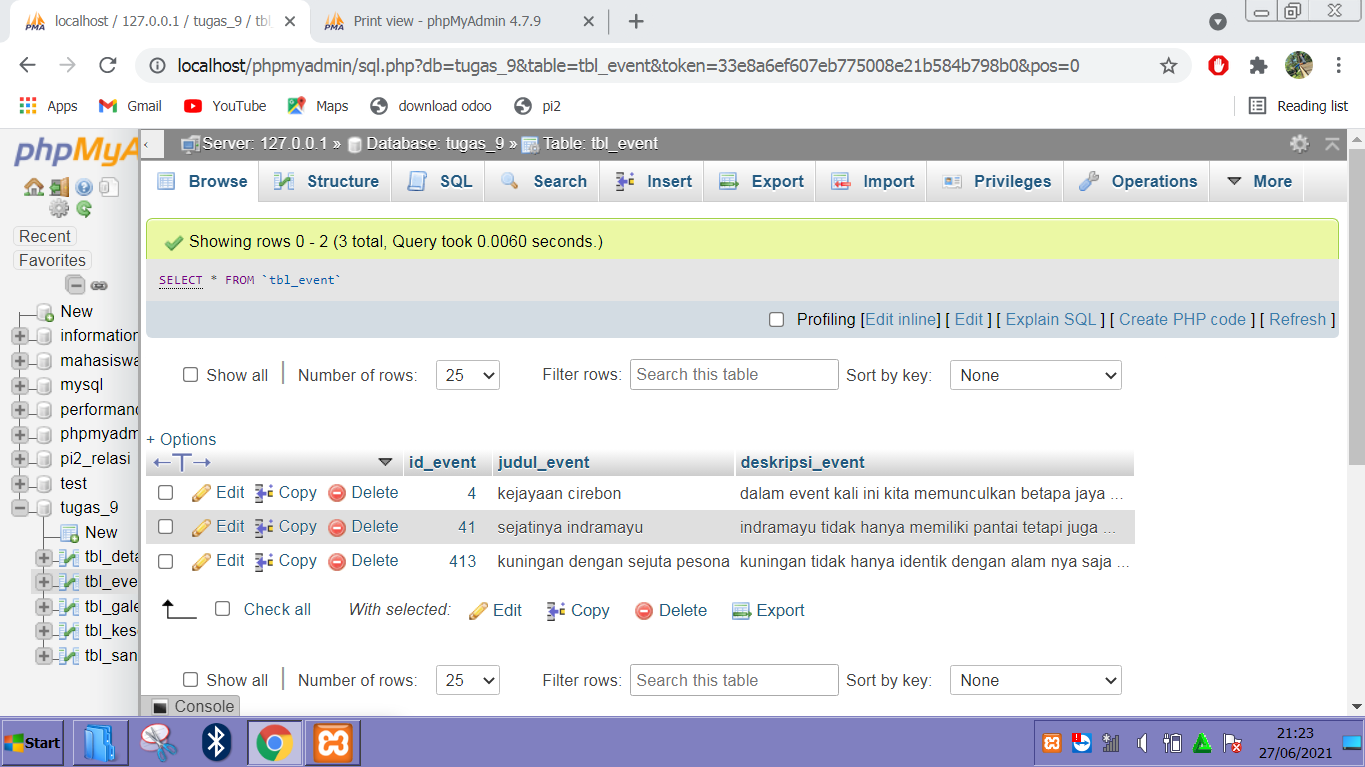 localhost / 127.0.0.1 / tugas_9 / tbl
Print view - phpMyAdmin 4.7.9
localhost/phpmyadmin/sql.php?db=tugas_9&table=tbl_event&token=33e8a6ef607eb775008e21b584b798b0&pos=0
Apps Gmail YouTube Maps download odoo pi2 Reading list
phpMyA
Server: 127.0.0.1 » Database: tugas_9 » Table: tbl_event
Browse Structure SQL Search Insert Export Import Privileges Operations More
Recent
Favorites
New
information
mahasiswa
mysql
performanc
phpmyadm
pi2_relasi
test
tugas_9
New
tbl_deta
tbl_eve
tbl_gale
tbl_kes
tbl_san
Showing rows 0 - 2 (3 total, Query took 0.0060 seconds.)
SELECT * FROM `tbl_event`
Profiling [Edit inline] [ Edit ] [ Explain SQL ] [ Create PHP code ] [ Refresh ]
Show all | Number of rows: 25 Filter rows: Search this table Sort by key: None
+ Options
←T→ id_event judul_event deskripsi_event
Edit Copy Delete 4 kejayaan cirebon dalam event kali ini kita memunculkan betapa jaya ...
Edit Copy Delete 41 sejatinya indramayu indramayu tidak hanya memiliki pantai tetapi juga ...
Edit Copy Delete 413 kuningan dengan sejuta pesona kuningan tidak hanya identik dengan alam nya saja ...
Check all With selected: Edit Copy Delete Export
Show all | Number of rows: 25 Filter rows: Search this table Sort by key: None
Console
Start
21:23
27/06/2021